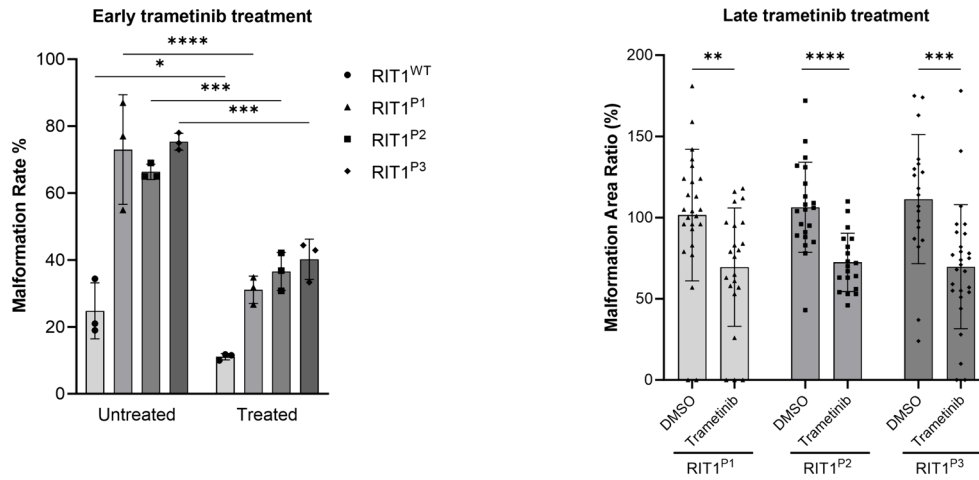 Early trametinib treatment
****
*
***
***
100
80
60
40
20
0
Malformation Rate %
Untreated
Treated
RIT1WT
RIT1P1
RIT1P2
RIT1P3
Late trametinib treatment
**
****
***
200
150
100
50
0
Malformation Area Ratio (%)
DMSO
Trametinib
DMSO
Trametinib
DMSO
Trametinib
RIT1P1
RIT1P2
RIT1P3